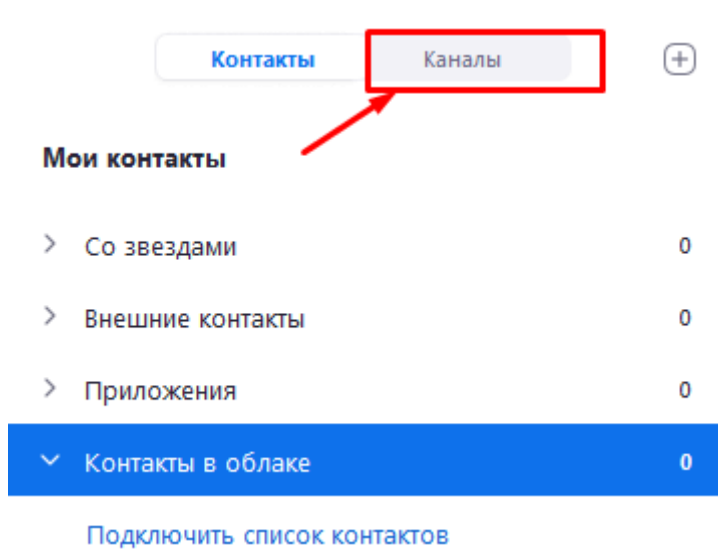 Контакты Каналы
Мои контакты
Со звездами 0
Внешние контакты 0
Приложения 0
Контакты в облаке 0
Подключить список контактов